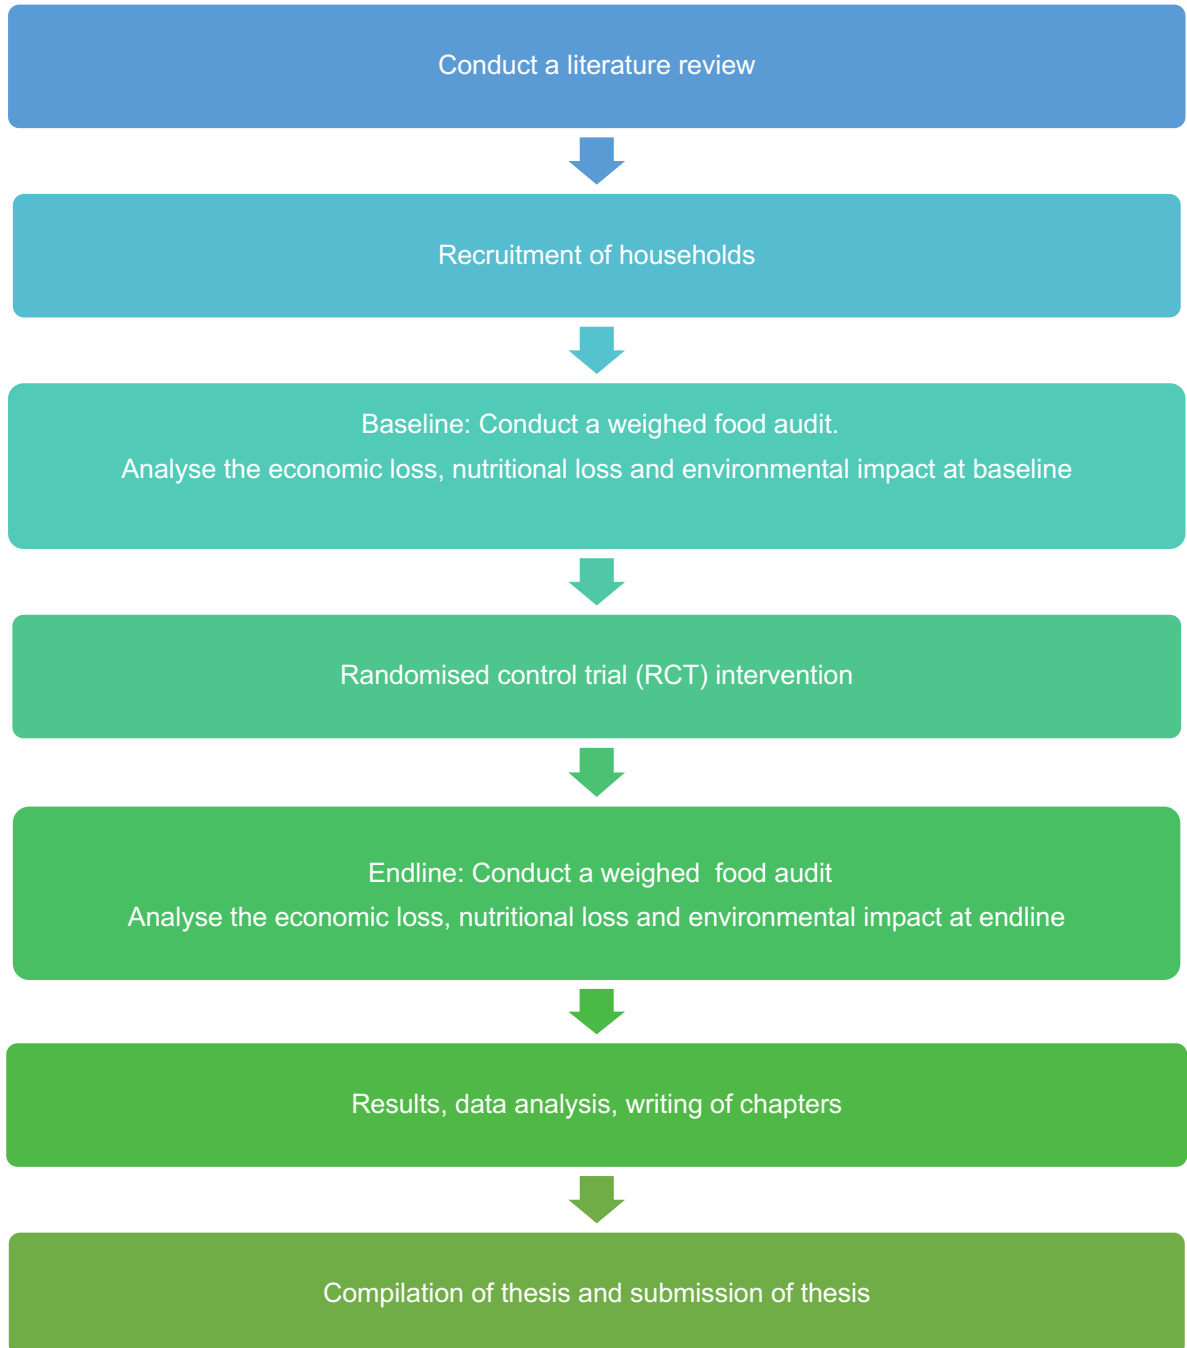 Conduct a literature review
Recruitment of households
Baseline: Conduct a weighed food audit.
Analyse the economic loss, nutritional loss and environmental impact at baseline
Randomised control trial (RCT) intervention
Endline: Conduct a weighed  food audit
Analyse the economic loss, nutritional loss and environmental impact at endline
Results, data analysis, writing of chapters
Compilation of thesis and submission of thesis